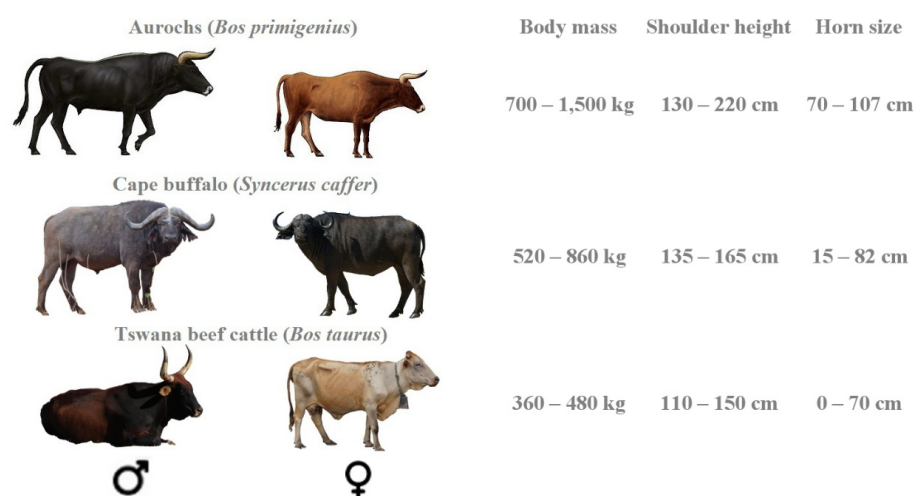 Aurochs (Bos primigenius) Body mass Shoulder height Horn size
700 – 1,500 kg 130 – 220 cm 70 – 107 cm
Cape buffalo (Syncerus caffer)
520 – 860 kg 135 – 165 cm 15 – 82 cm
Tswana beef cattle (Bos taurus)
360 – 480 kg 110 – 150 cm 0 – 70 cm
♂ ♀